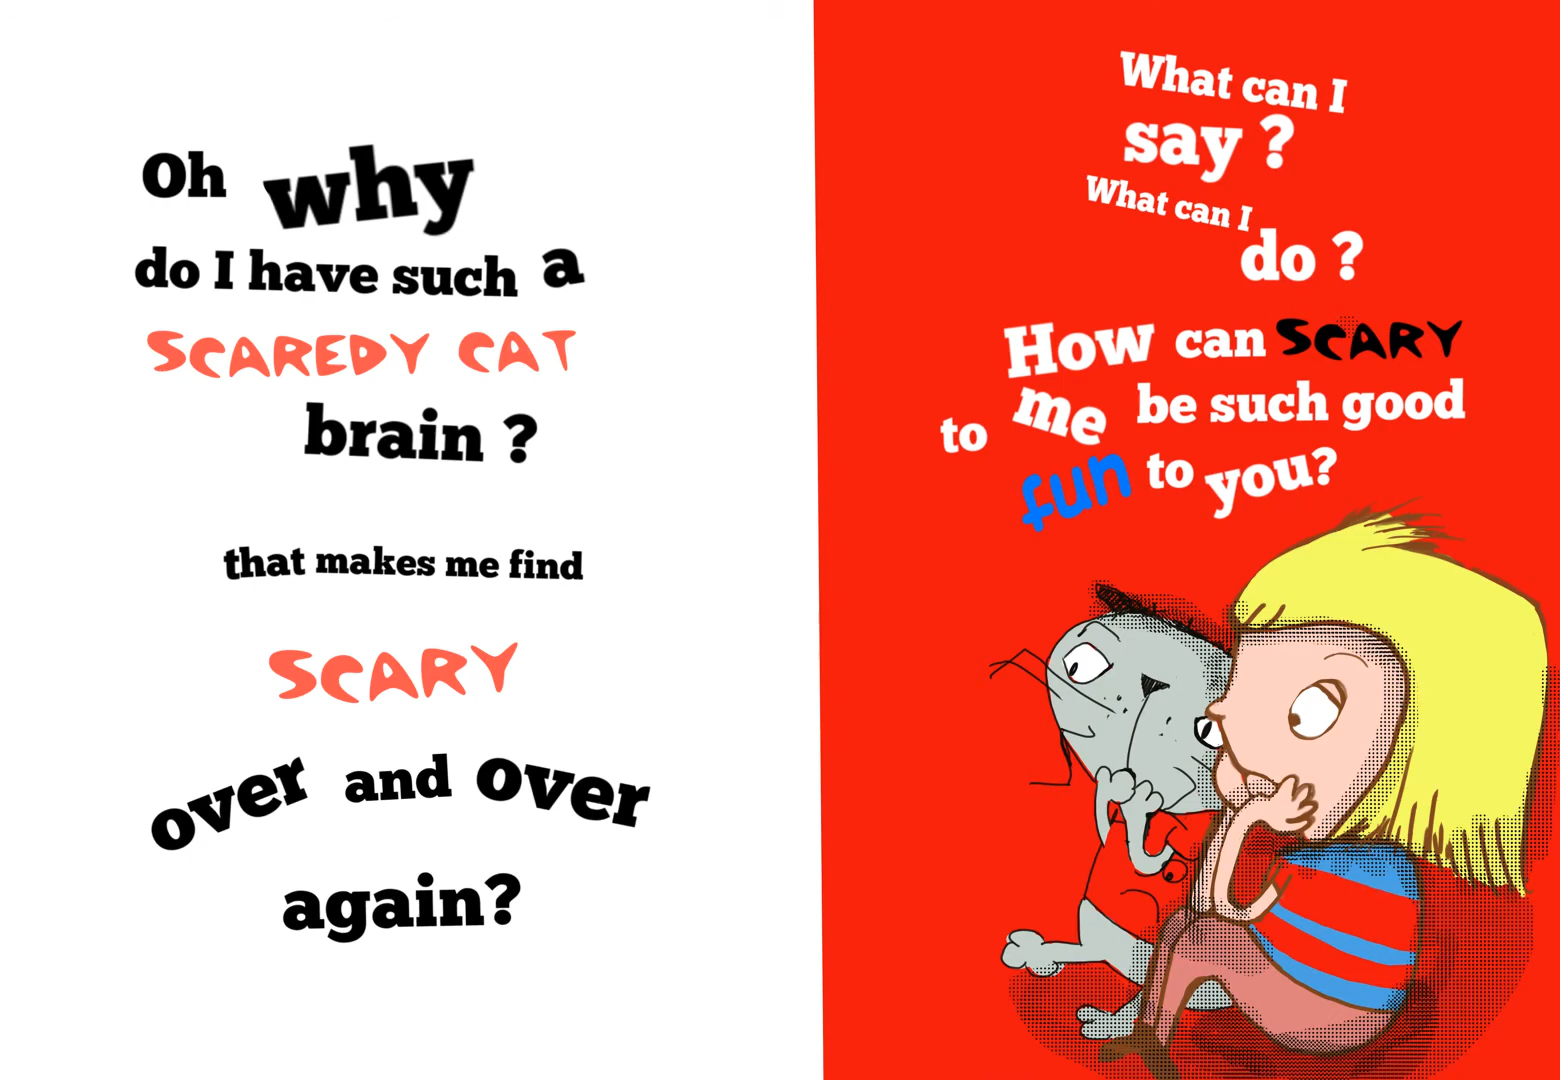 Oh why
do I have such a
SCAREDY CAT
brain ?
that makes me find
SCARY
over and over
again?
What can I
say ?
What can I
do ?
How can SCARY
to me be such good
fun to you?